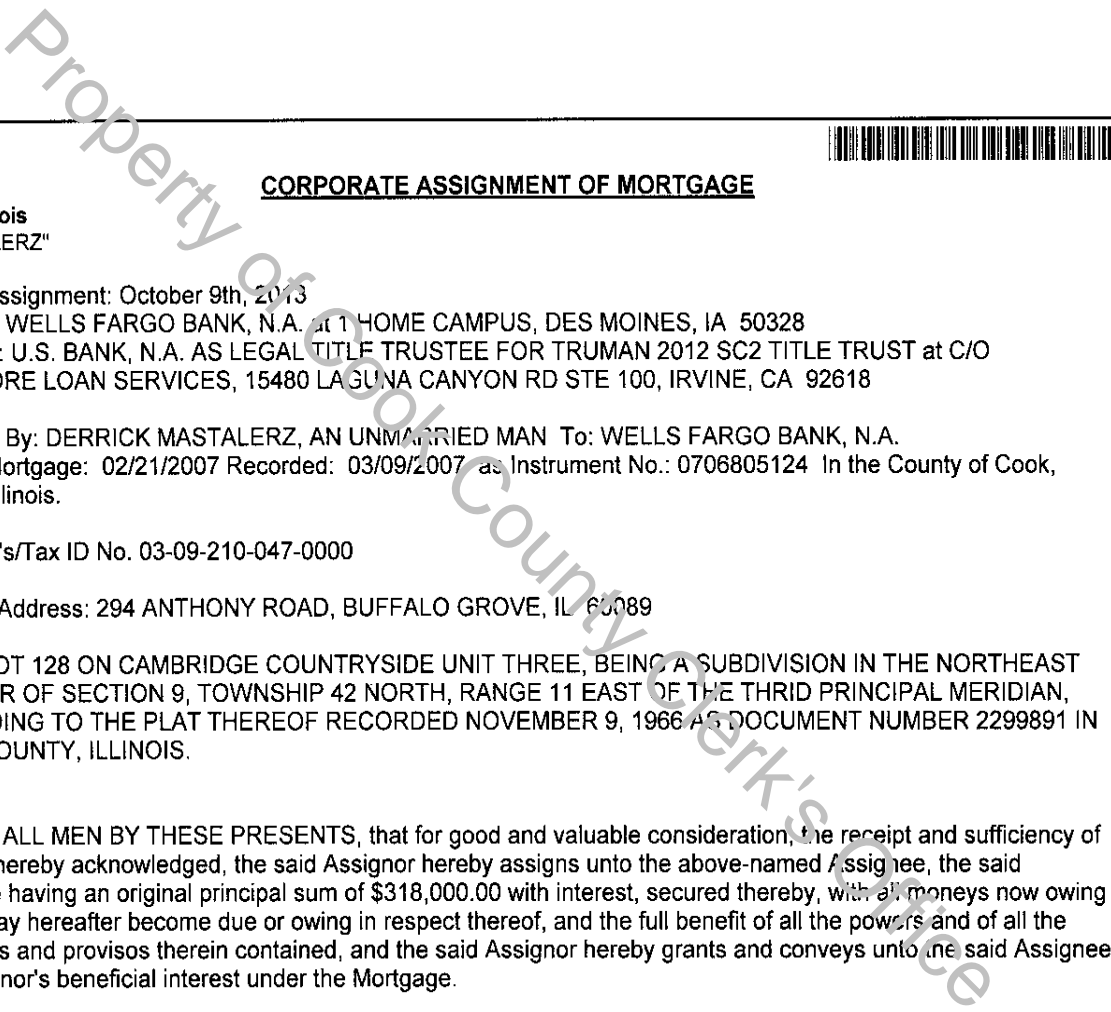 Property of Cook County Clerk's Office
CORPORATE ASSIGNMENT OF MORTGAGE
ois
ERZ"
ssignment: October 9th, 2013
WELLS FARGO BANK, N.A. at 1 HOME CAMPUS, DES MOINES, IA 50328
: U.S. BANK, N.A. AS LEGAL TITLE TRUSTEE FOR TRUMAN 2012 SC2 TITLE TRUST at C/O
ORE LOAN SERVICES, 15480 LAGUNA CANYON RD STE 100, IRVINE, CA 92618
By: DERRICK MASTALERZ, AN UNMARRIED MAN To: WELLS FARGO BANK, N.A.
Mortgage: 02/21/2007 Recorded: 03/09/2007 as Instrument No.: 0706805124 In the County of Cook,
linois.
's/Tax ID No. 03-09-210-047-0000
Address: 294 ANTHONY ROAD, BUFFALO GROVE, IL 60089
OT 128 ON CAMBRIDGE COUNTRYSIDE UNIT THREE, BEING A SUBDIVISION IN THE NORTHEAST
R OF SECTION 9, TOWNSHIP 42 NORTH, RANGE 11 EAST OF THE THRID PRINCIPAL MERIDIAN,
DING TO THE PLAT THEREOF RECORDED NOVEMBER 9, 1966 AS DOCUMENT NUMBER 2299891 IN
OUNTY, ILLINOIS.
ALL MEN BY THESE PRESENTS, that for good and valuable consideration, the receipt and sufficiency of
hereby acknowledged, the said Assignor hereby assigns unto the above-named Assignee, the said
e having an original principal sum of $318,000.00 with interest, secured thereby, with all moneys now owing
ay hereafter become due or owing in respect thereof, and the full benefit of all the powers and of all the
s and provisos therein contained, and the said Assignor hereby grants and conveys unto the said Assignee
nor's beneficial interest under the Mortgage.